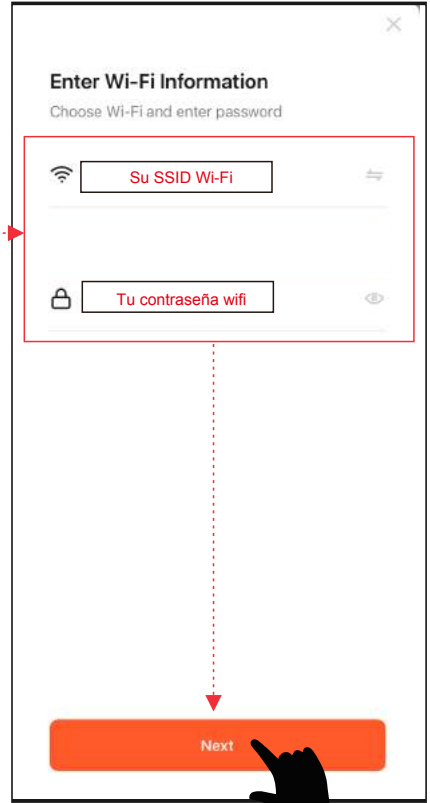 Enter Wi-Fi Information
Choose Wi-Fi and enter password
Su SSID Wi-Fi
Tu contraseña wifi
Next